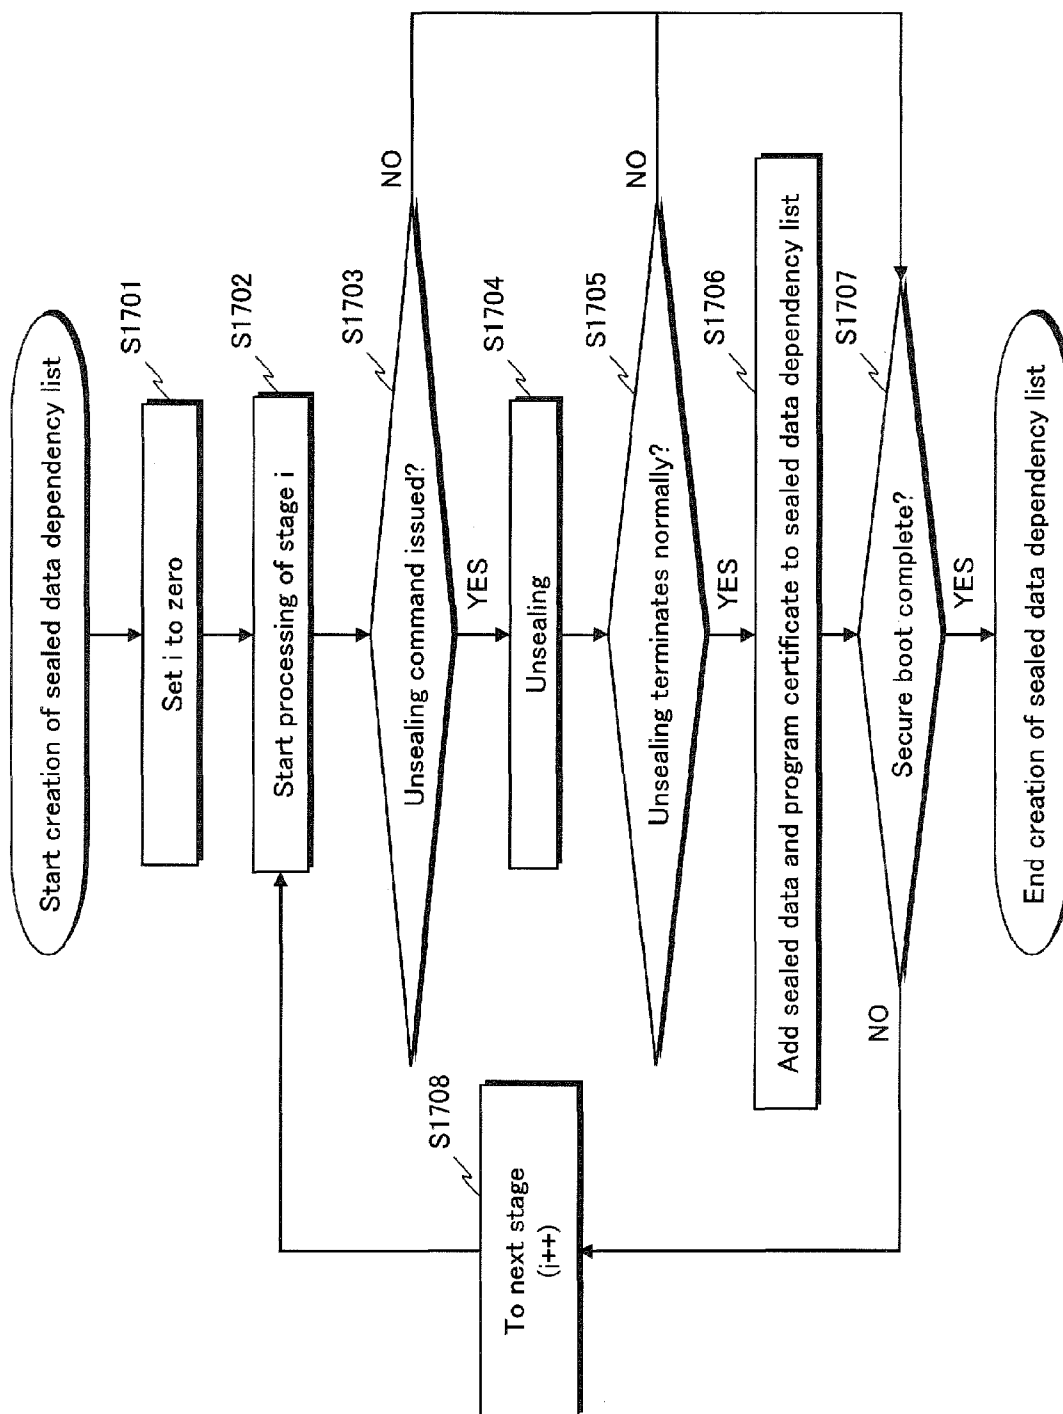 Start creation of sealed data dependency list
S1701
Set i to zero
S1702
Start processing of stage i
S1703
Unsealing command issued?
NO
YES
S1704
Unsealing
S1705
Unsealing terminates normally?
NO
YES
S1706
Add sealed data and program certificate to sealed data dependency list
S1707
Secure boot complete?
NO
YES
S1708
To next stage
(i++)
End creation of sealed data dependency list